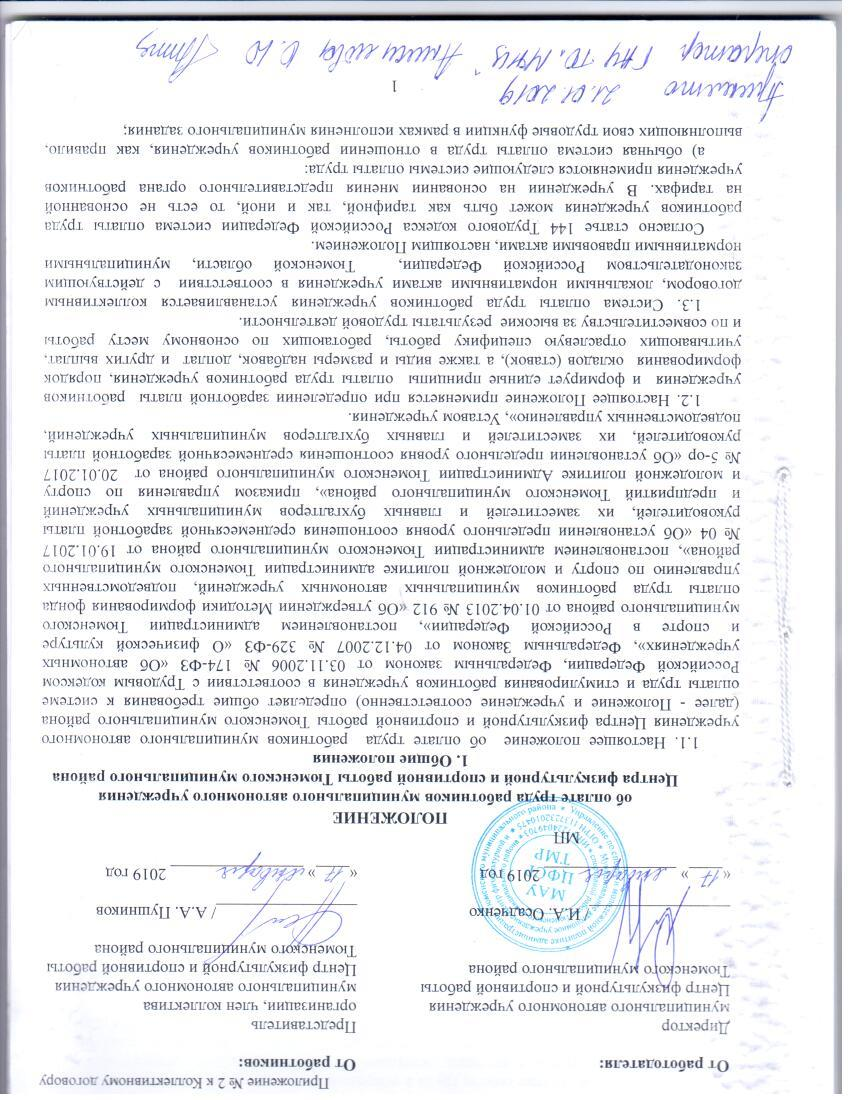 Приложение № 2 к Коллективному договору
От работодателя:
От работников:
Директор
муниципального автономного учреждения
Центр физкультурной и спортивной работы
Тюменского муниципального района
/ И.А. Осадченко
« 17 » января 2019 год
МП
Представитель
организации, член коллектива
муниципального автономного учреждения
Центр физкультурной и спортивной работы
Тюменского муниципального района
/ А.А. Пушников
« 17 » января 2019 год
МАУ
ЦФСР
ТМР
ПОЛОЖЕНИЕ
об оплате труда работников муниципального автономного учреждения
Центра физкультурной и спортивной работы Тюменского муниципального района
1. Общие положения
1.1. Настоящее положение об оплате труда работников муниципального автономного
учреждения Центра физкультурной и спортивной работы Тюменского муниципального района
(далее - Положение и учреждение соответственно) определяет общие требования к системе
оплаты труда и стимулирования работников учреждения в соответствии с Трудовым кодексом
Российской Федерации, Федеральным законом от 03.11.2006 № 174-ФЗ «Об автономных
учреждениях», Федеральным Законом от 04.12.2007 № 329-ФЗ «О физической культуре
и спорте в Российской Федерации», постановлением администрации Тюменского
муниципального района от 01.04.2013 № 912 «Об утверждении Методики формирования фонда
оплаты труда работников муниципальных автономных учреждений, подведомственных
управлению по спорту и молодежной политике администрации Тюменского муниципального
района», постановлением администрации Тюменского муниципального района от 19.01.2017
№ 04 «Об установлении предельного уровня соотношения среднемесячной заработной платы
руководителей, их заместителей и главных бухгалтеров муниципальных учреждений
и предприятий Тюменского муниципального района», приказом управления по спорту
и молодежной политике Администрации Тюменского муниципального района от 20.01.2017
№ 5-ор «Об установлении предельного уровня соотношения среднемесячной заработной платы
руководителей, их заместителей и главных бухгалтеров муниципальных учреждений,
подведомственных управлению», Уставом учреждения.
1.2. Настоящее Положение применяется при определении заработной платы работников
учреждения и формирует единые принципы оплаты труда работников учреждения, порядок
формирования окладов (ставок), а также виды и размеры надбавок, доплат и других выплат,
учитывающих отраслевую специфику работы, работающих по основному месту работы
и по совместительству за высокие результаты трудовой деятельности.
1.3. Система оплаты труда работников учреждения устанавливается коллективным
договором, локальными нормативными актами учреждения в соответствии с действующим
законодательством Российской Федерации, Тюменской области, муниципальными
нормативными правовыми актами, настоящим Положением.
Согласно статье 144 Трудового кодекса Российской Федерации система оплаты труда
работников учреждения может быть как тарифной, так и иной, то есть не основанной
на тарифах. В учреждении на основании мнения представительного органа работников
учреждения применяются следующие системы оплаты труда:
а) обычная система оплаты труда в отношении работников учреждения, как правило,
выполняющих свои трудовые функции в рамках исполнения муниципального задания;
1
Принято 21.01.2019
оператор